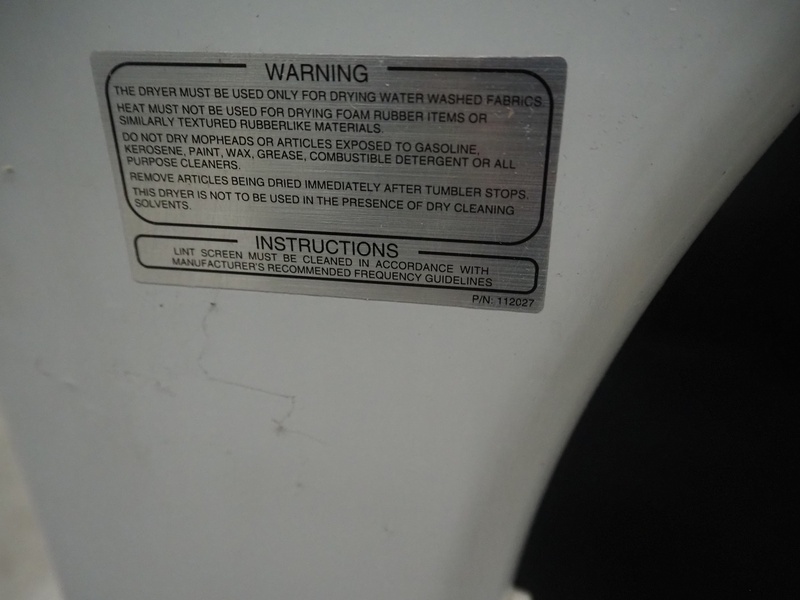 WARNING
THE DRYER MUST BE USED ONLY FOR DRYING WATER WASHED FABRICS.
HEAT MUST NOT BE USED FOR DRYING FOAM RUBBER ITEMS OR
SIMILARLY TEXTURED RUBBERLIKE MATERIALS.
DO NOT DRY MOPHEADS OR ARTICLES EXPOSED TO GASOLINE,
KEROSENE, PAINT, WAX, GREASE, COMBUSTIBLE DETERGENT OR ALL
PURPOSE CLEANERS.
REMOVE ARTICLES BEING DRIED IMMEDIATELY AFTER TUMBLER STOPS.
THIS DRYER IS NOT TO BE USED IN THE PRESENCE OF DRY CLEANING
SOLVENTS.
INSTRUCTIONS
LINT SCREEN MUST BE CLEANED IN ACCORDANCE WITH
MANUFACTURER'S RECOMMENDED FREQUENCY GUIDELINES
P/N: 112027